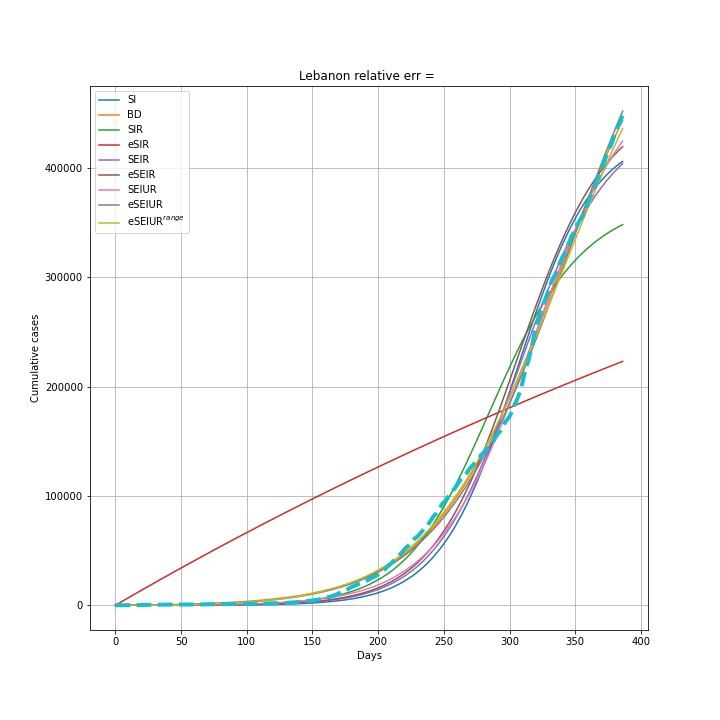 Lebanon relative err =
SI
BD
SIR
eSIR
SEIR
eSEIR
SEIUR
eSEIUR
eSEIUR^range
Cumulative cases
400000
300000
200000
100000
0
0 50 100 150 200 250 300 350 400
Days